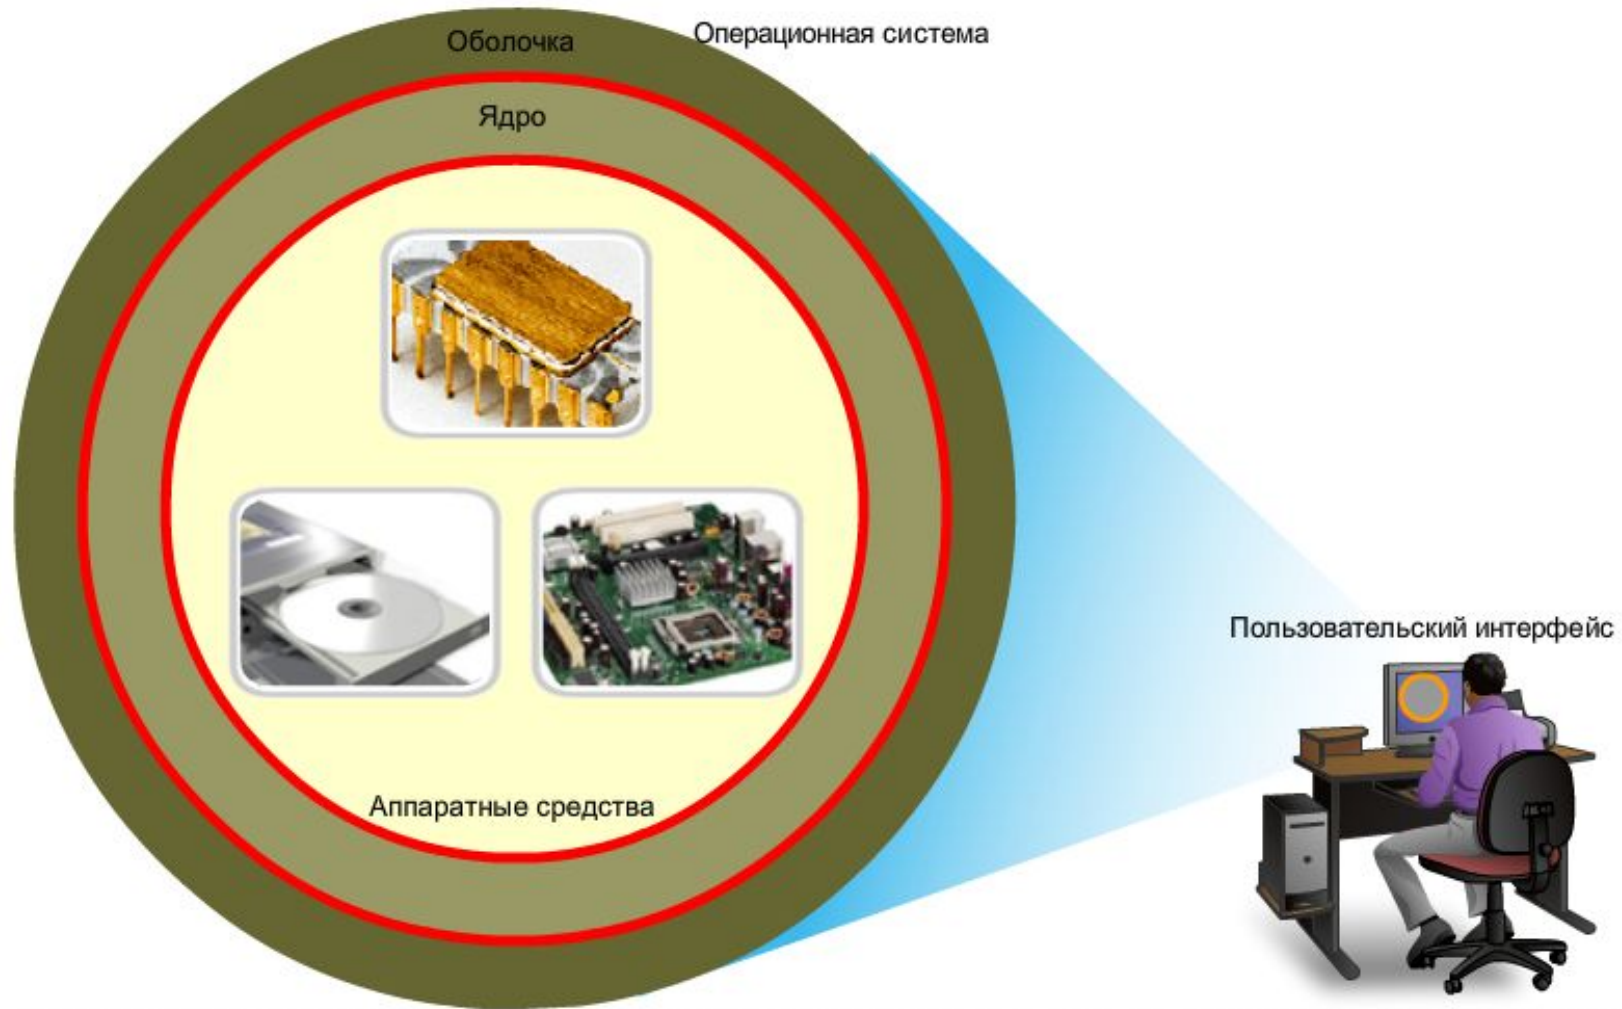 Оболочка
Операционная система
Ядро
Пользовательский интерфейс
Аппаратные средства